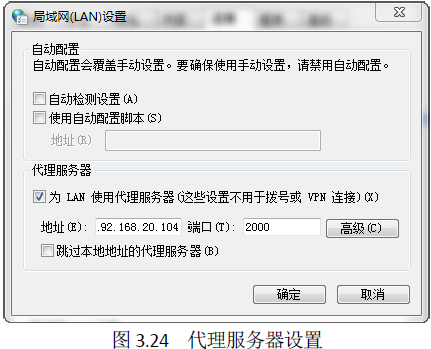 局域网(LAN)设置
自动配置
自动配置会覆盖手动设置。要确保使用手动设置，请禁用自动配置。
自动检测设置(A)
使用自动配置脚本(S)
地址(R)
代理服务器
为 LAN 使用代理服务器(这些设置不用于拨号或 VPN 连接)(X)
地址(E): .92.168.20.104 端口(T): 2000 高级(C)
跳过本地地址的代理服务器(B)
确定 取消
图 3.24 代理服务器设置